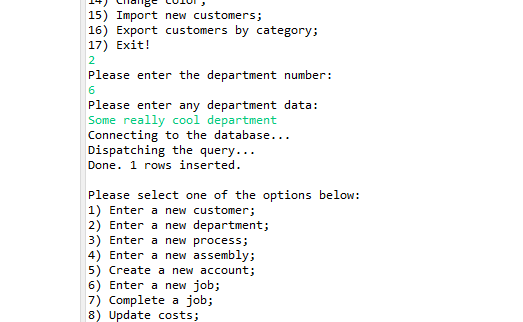 14) Change color;
15) Import new customers;
16) Export customers by category;
17) Exit!
2
Please enter the department number:
6
Please enter any department data:
Some really cool department
Connecting to the database...
Dispatching the query...
Done. 1 rows inserted.
Please select one of the options below:
1) Enter a new customer;
2) Enter a new department;
3) Enter a new process;
4) Enter a new assembly;
5) Create a new account;
6) Enter a new job;
7) Complete a job;
8) Update costs;